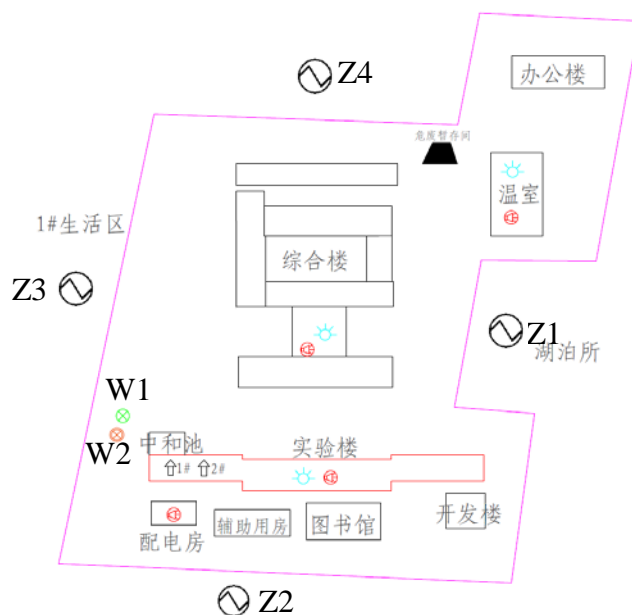 办公楼
Z4
危废暂存间
温室
1#生活区
综合楼
Z3
Z1
湖泊所
W1
W2
中和池
实验楼
1# 2#
开发楼
图书馆
辅助用房
配电房
Z2